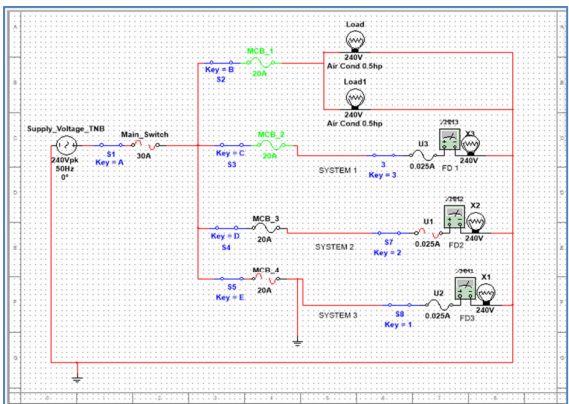 Load
240V
Air Cond 0.5hp
MCB_1
20A
Key = B
S2
Load1
240V
Air Cond 0.5hp
Supply_Voltage_TNB
240Vpk
50Hz
0°
S1
Key = A
Main_Switch
30A
MCB_2
20A
Key = C
S3
SYSTEM 1
3
Key = 3
U3
0.025A
XMM3
FD 1
X3
240V
MCB_3
20A
Key = D
S4
SYSTEM 2
S7
Key = 2
U1
0.025A
XMM2
FD2
X2
240V
MCB_4
20A
S5
Key = E
SYSTEM 3
S8
Key = 1
U2
0.025A
XMM1
FD3
X1
240V